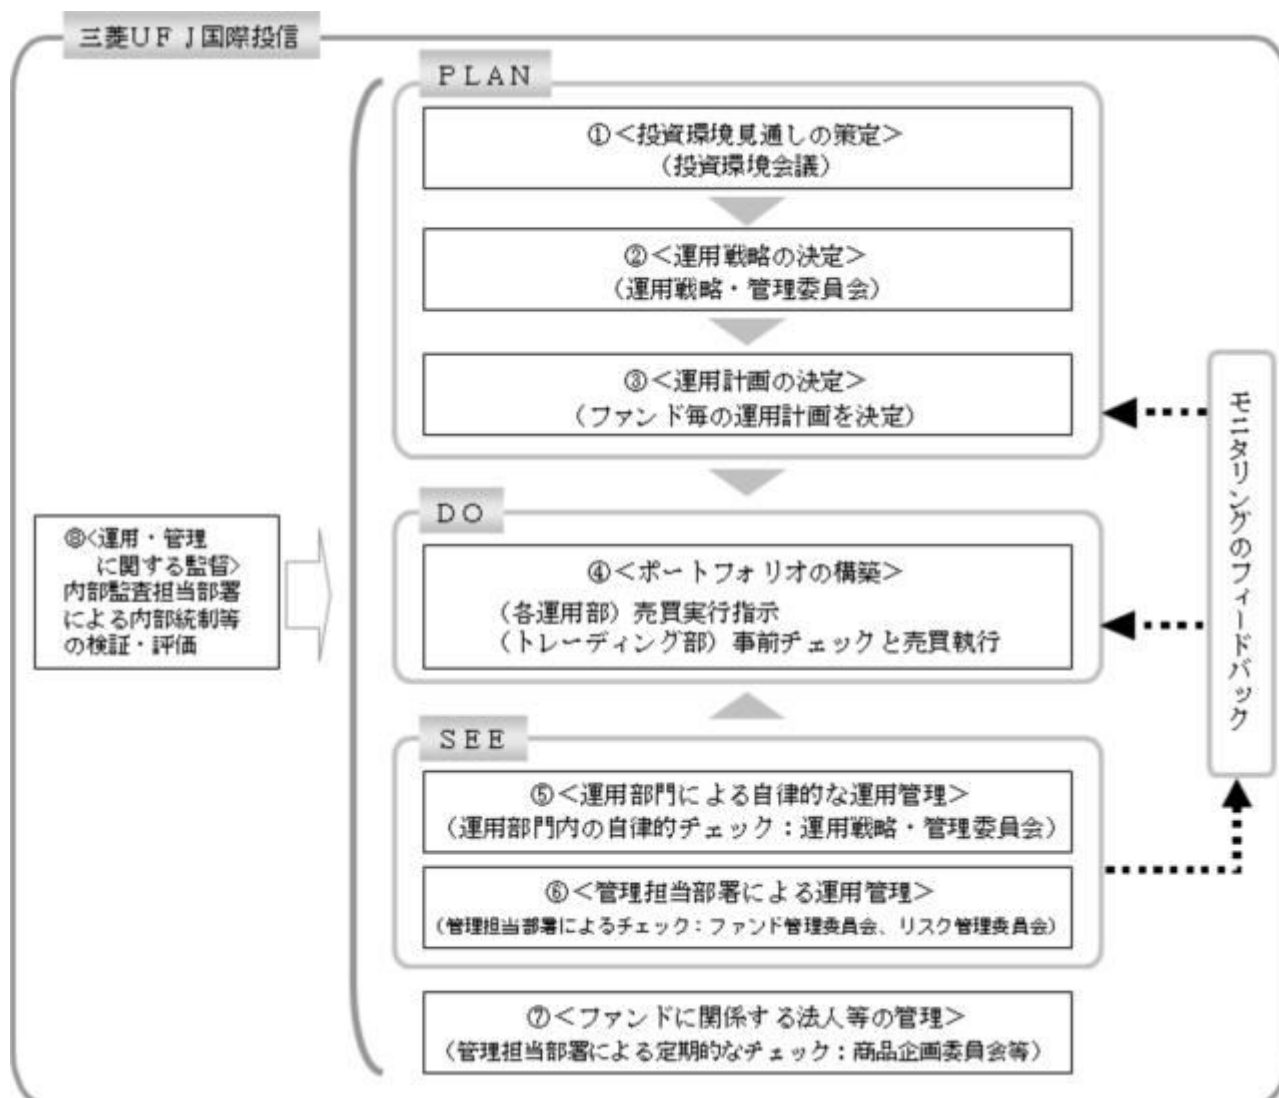 三菱UFJ国際投信
PLAN
①＜投資環境見通しの策定＞
（投資環境会議）
②＜運用戦略の決定＞
（運用戦略・管理委員会）
③＜運用計画の決定＞
（ファンド毎の運用計画を決定）
DO
④＜ポートフォリオの構築＞
（各運用部）売買実行指示
（トレーディング部）事前チェックと売買執行
SEE
⑤＜運用部門による自律的な運用管理＞
（運用部門内の自律的チェック：運用戦略・管理委員会）
⑥＜管理担当部署による運用管理＞
（管理担当部署によるチェック：ファンド管理委員会、リスク管理委員会）
⑦＜ファンドに関係する法人等の管理＞
（管理担当部署による定期的なチェック：商品企画委員会等）
⑧＜運用・管理
に関する監督＞
内部監査担当部署
による内部統制等
の検証・評価
モニタリングのフィードバック